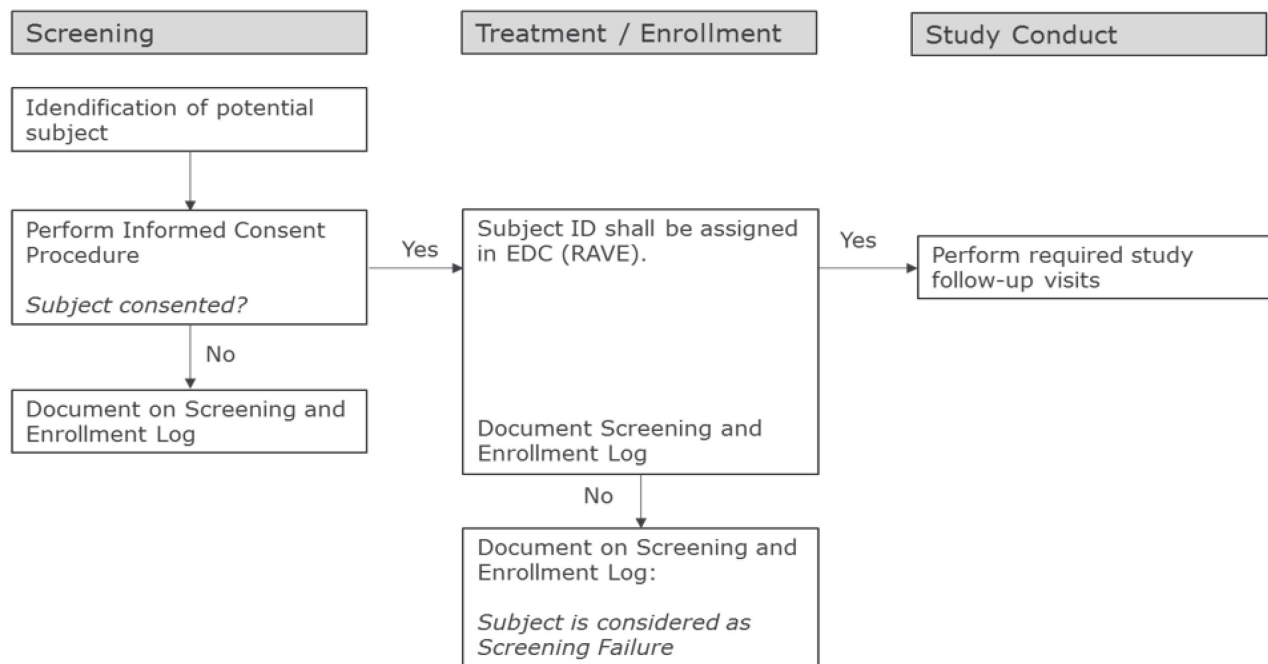 Screening
Treatment / Enrollment
Study Conduct
Idendification of potential
subject
Perform Informed Consent
Procedure
Subject consented?
Yes
Subject ID shall be assigned
in EDC (RAVE).
Yes
Perform required study
follow-up visits
No
Document on Screening and
Enrollment Log
Document Screening and
Enrollment Log
No
Document on Screening and
Enrollment Log:
Subject is considered as
Screening Failure